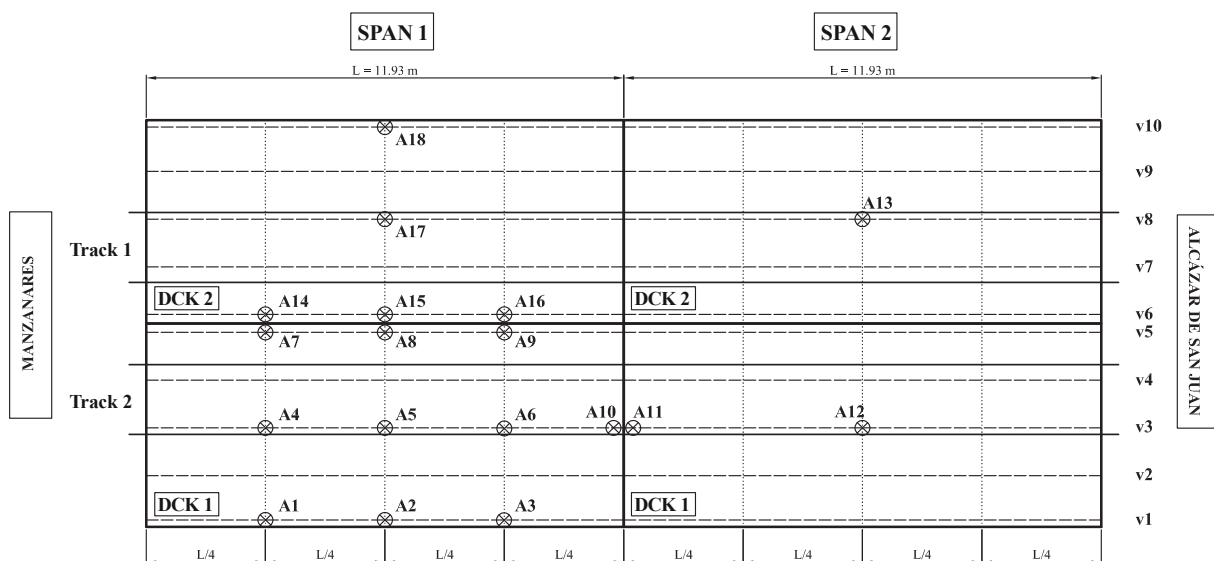 SPAN 1 SPAN 2
L = 11.93 m L = 11.93 m
v10
A18
v9
A13
v8
A17
Track 1
v7
DCK 2 A14 A15 A16 DCK 2
v6
v5
A7 A8 A9
v4
Track 2
A4 A5 A6 A10 A11 A12
v3
v2
DCK 1 A1 A2 A3 DCK 1
v1
L/4 L/4 L/4 L/4 L/4 L/4 L/4 L/4
MANZANARES
ALCÁZAR DE SAN JUAN